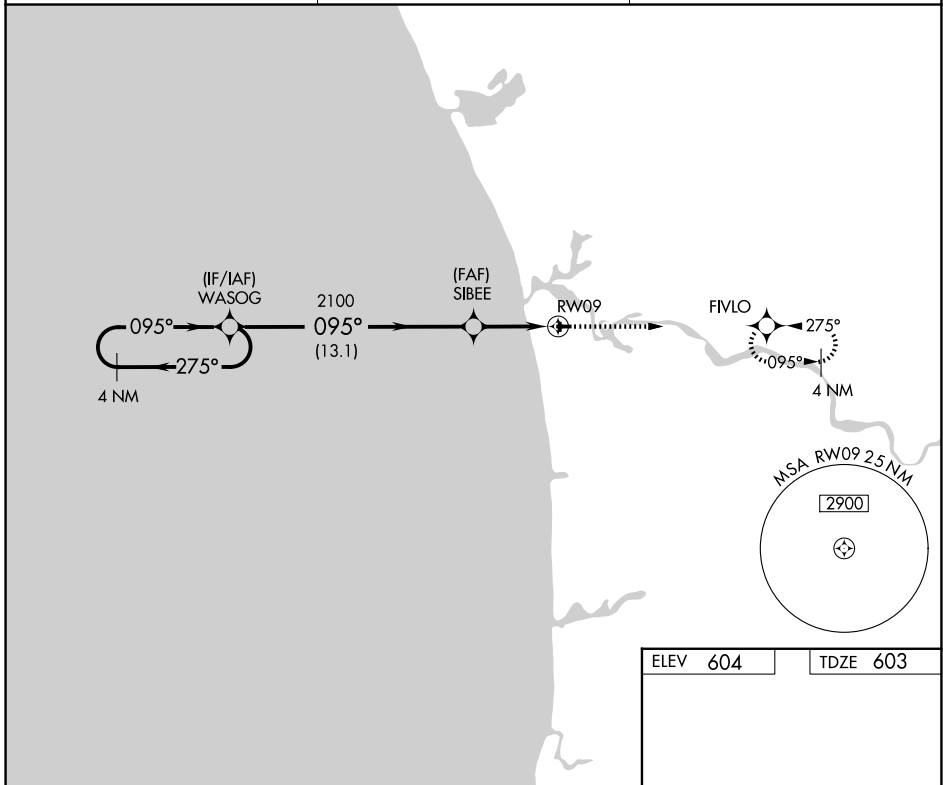 (IF/IAF)
WASOG
095°
275°
4 NM
2100
095°
(13.1)
(FAF)
SIBEE
RW09
FIVLO
275°
095°
4 NM
MSA RW09 25 NM
2900
ELEV 604
TDZE 603